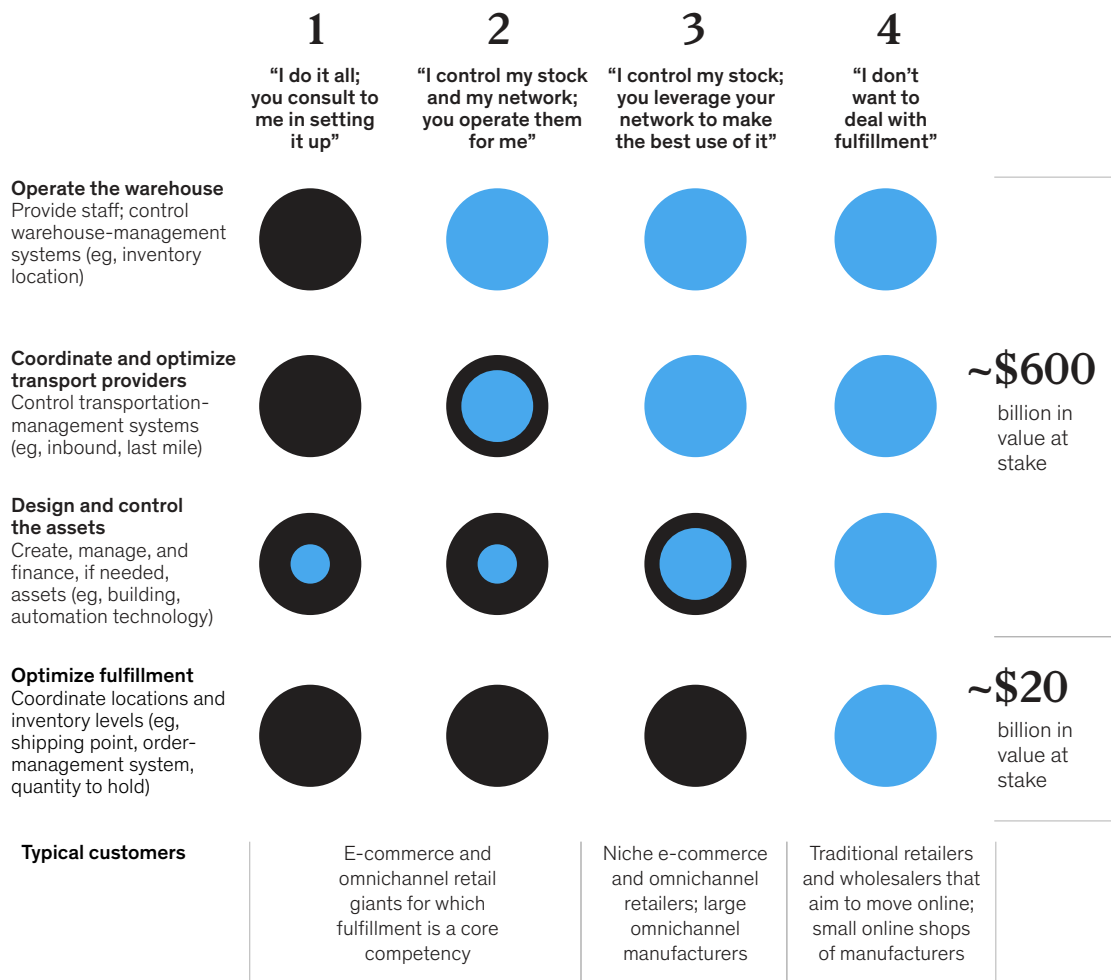 1
2
3
4
“I do it all;
you consult to
me in setting
it up”
“I control my stock
and my network;
you operate them
for me”
“I control my stock;
you leverage your
network to make
the best use of it”
“I don’t
want to
deal with
fulfillment”
Operate the warehouse
Provide staff; control
warehouse-management
systems (eg, inventory
location)
Coordinate and optimize
transport providers
Control transportation-
management systems
(eg, inbound, last mile)
~$600
billion in
value at
stake
Design and control
the assets
Create, manage, and
finance, if needed,
assets (eg, building,
automation technology)
Optimize fulfillment
Coordinate locations and
inventory levels (eg,
shipping point, order-
management system,
quantity to hold)
~$20
billion in
value at
stake
Typical customers
E-commerce and
omnichannel retail
giants for which
fulfillment is a core
competency
Niche e-commerce
and omnichannel
retailers; large
omnichannel
manufacturers
Traditional retailers
and wholesalers that
aim to move online;
small online shops
of manufacturers